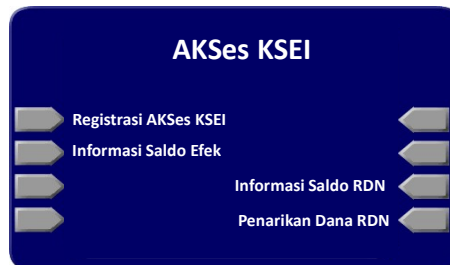 AKSes KSEI
Registrasi AKSes KSEI
Informasi Saldo Efek
Informasi Saldo RDN
Penarikan Dana RDN